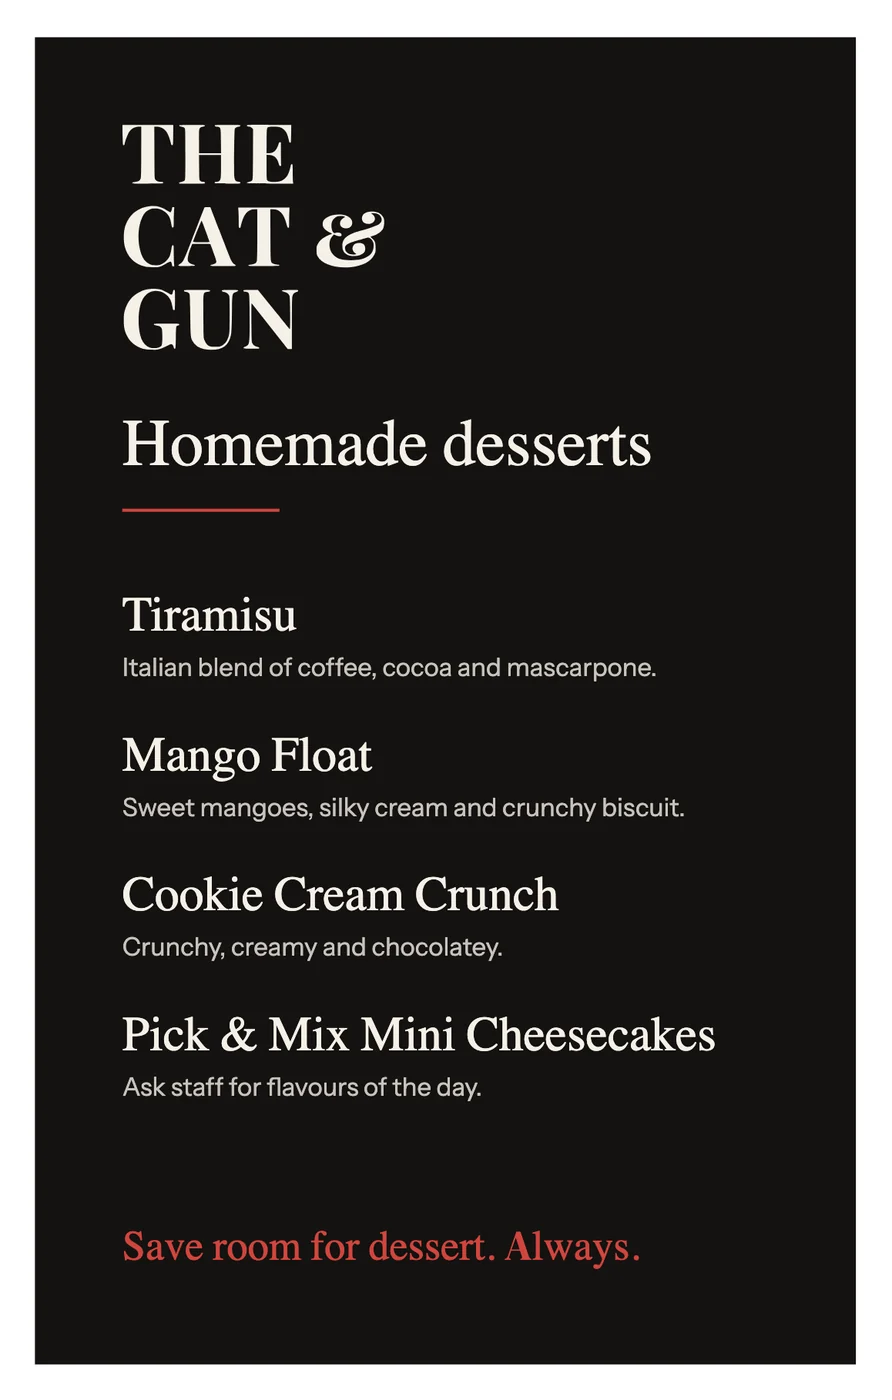 THE
CAT &
GUN
Homemade desserts
Tiramisu
Italian blend of coffee, cocoa and mascarpone.
Mango Float
Sweet mangoes, silky cream and crunchy biscuit.
Cookie Cream Crunch
Crunchy, creamy and chocolatey.
Pick & Mix Mini Cheesecakes
Ask staff for flavours of the day.
Save room for dessert. Always.